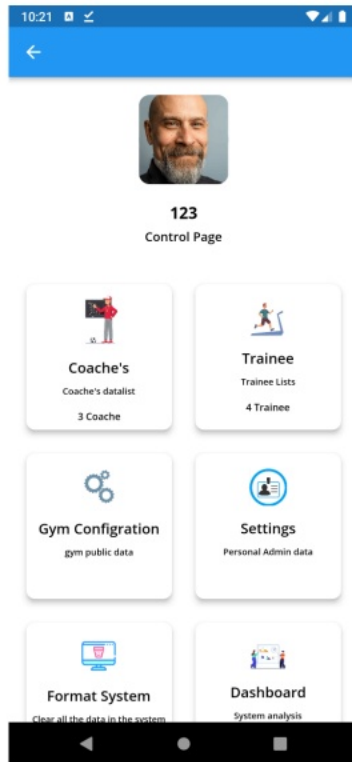 10:21
123
Control Page
Coache's
Coache's datalist
3 Coache
Trainee
Trainee Lists
4 Trainee
Gym Configration
gym public data
Settings
Personal Admin data
Format System
Clear all the data in the system
Dashboard
System analysis